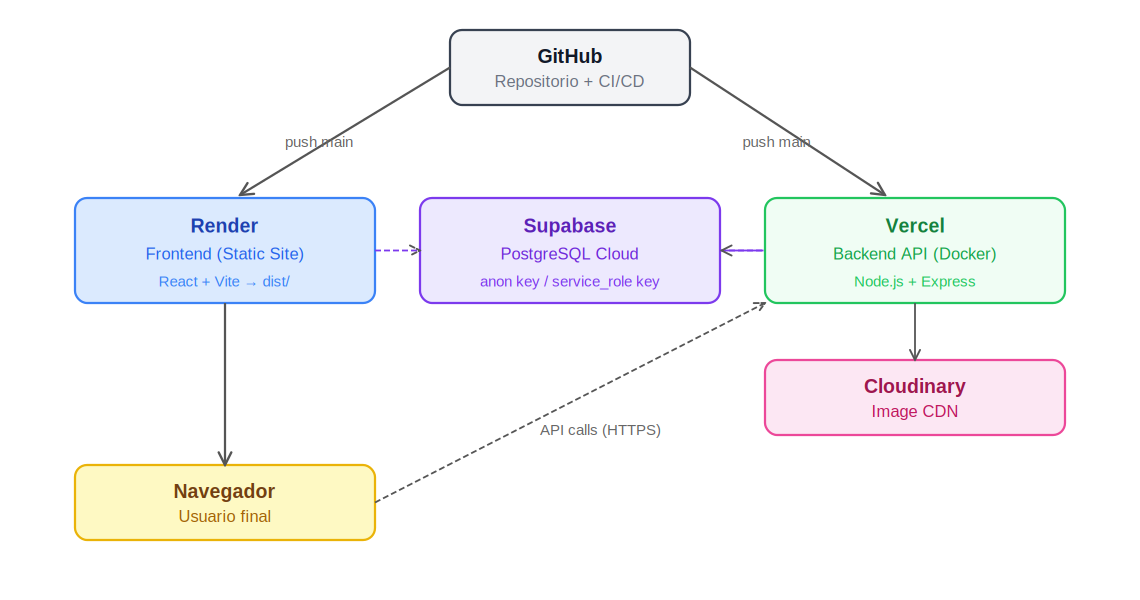 GitHub
Repositorio + CI/CD
push main
push main
Render
Frontend (Static Site)
React + Vite → dist/
Supabase
PostgreSQL Cloud
anon key / service_role key
Vercel
Backend API (Docker)
Node.js + Express
Cloudinary
Image CDN
API calls (HTTPS)
Navegador
Usuario final